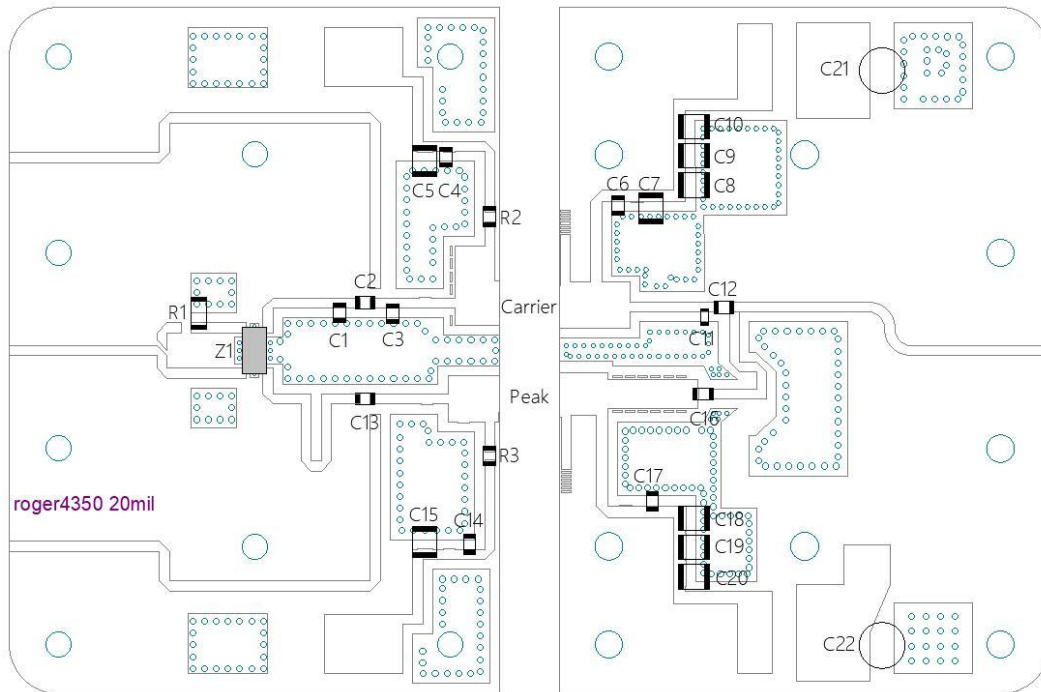 C21
C10
C9
C8
C5 C4
C6 C7
R2
C2
Carrier
C12
R1
C1 C3
C11
Z1
Peak
C13
C16
R3
C17
roger4350 20mil
C15 C14
C18
C19
C20
C22